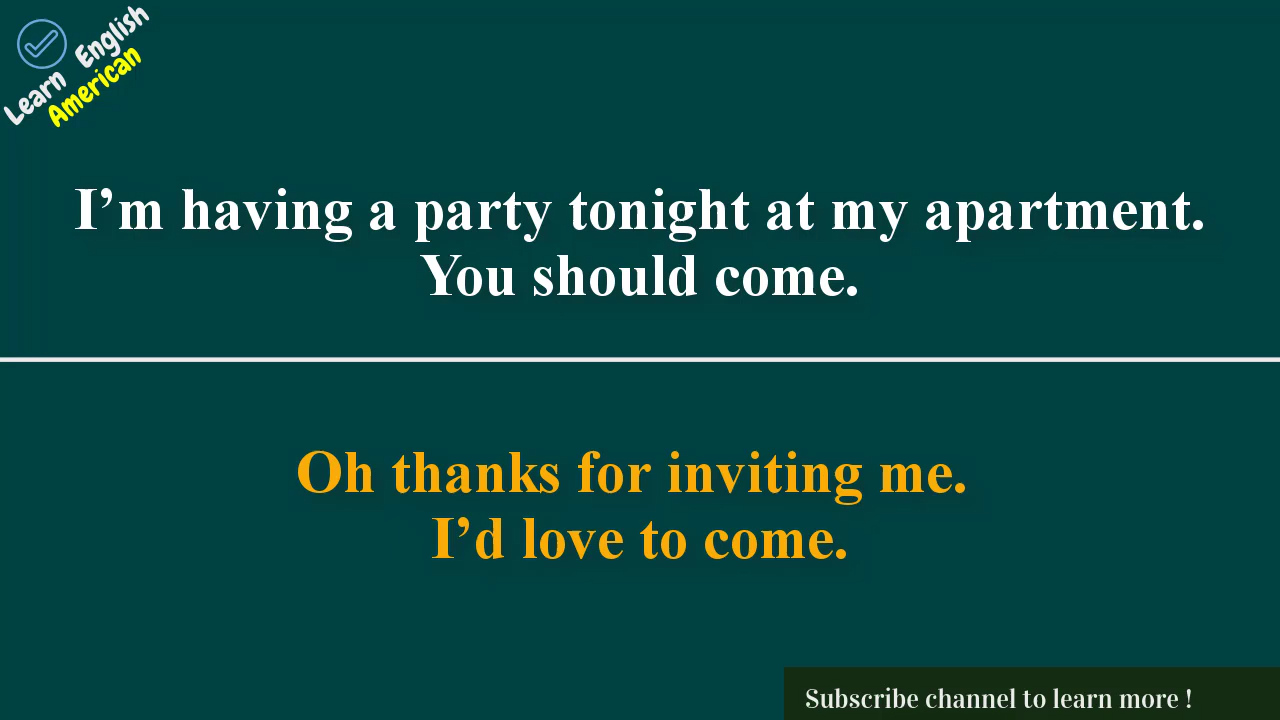 Learn English
American
I’m having a party tonight at my apartment.
You should come.
Oh thanks for inviting me.
I’d love to come.
Subscribe channel to learn more !